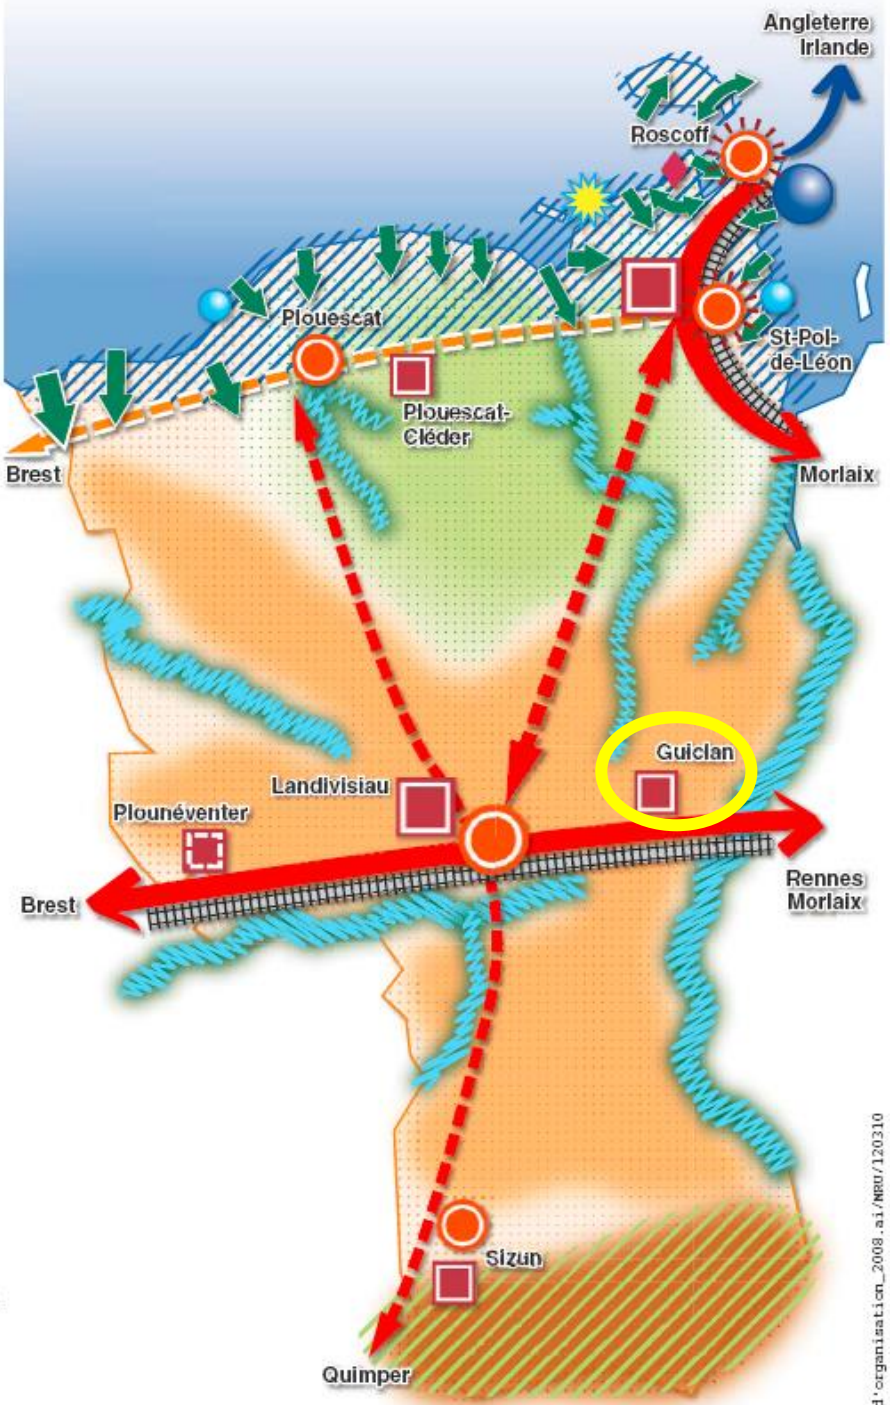 Angleterre
Irlande
Roscoff
Plouescat
St-Pol-
de-Léon
Plouescat-
Cléder
Brest
Morlaix
Guiclan
Landivisiau
Plounéventer
Rennes
Morlaix
Brest
Sizun
Quimper
d'organisation_2008.ai/MRU/120310